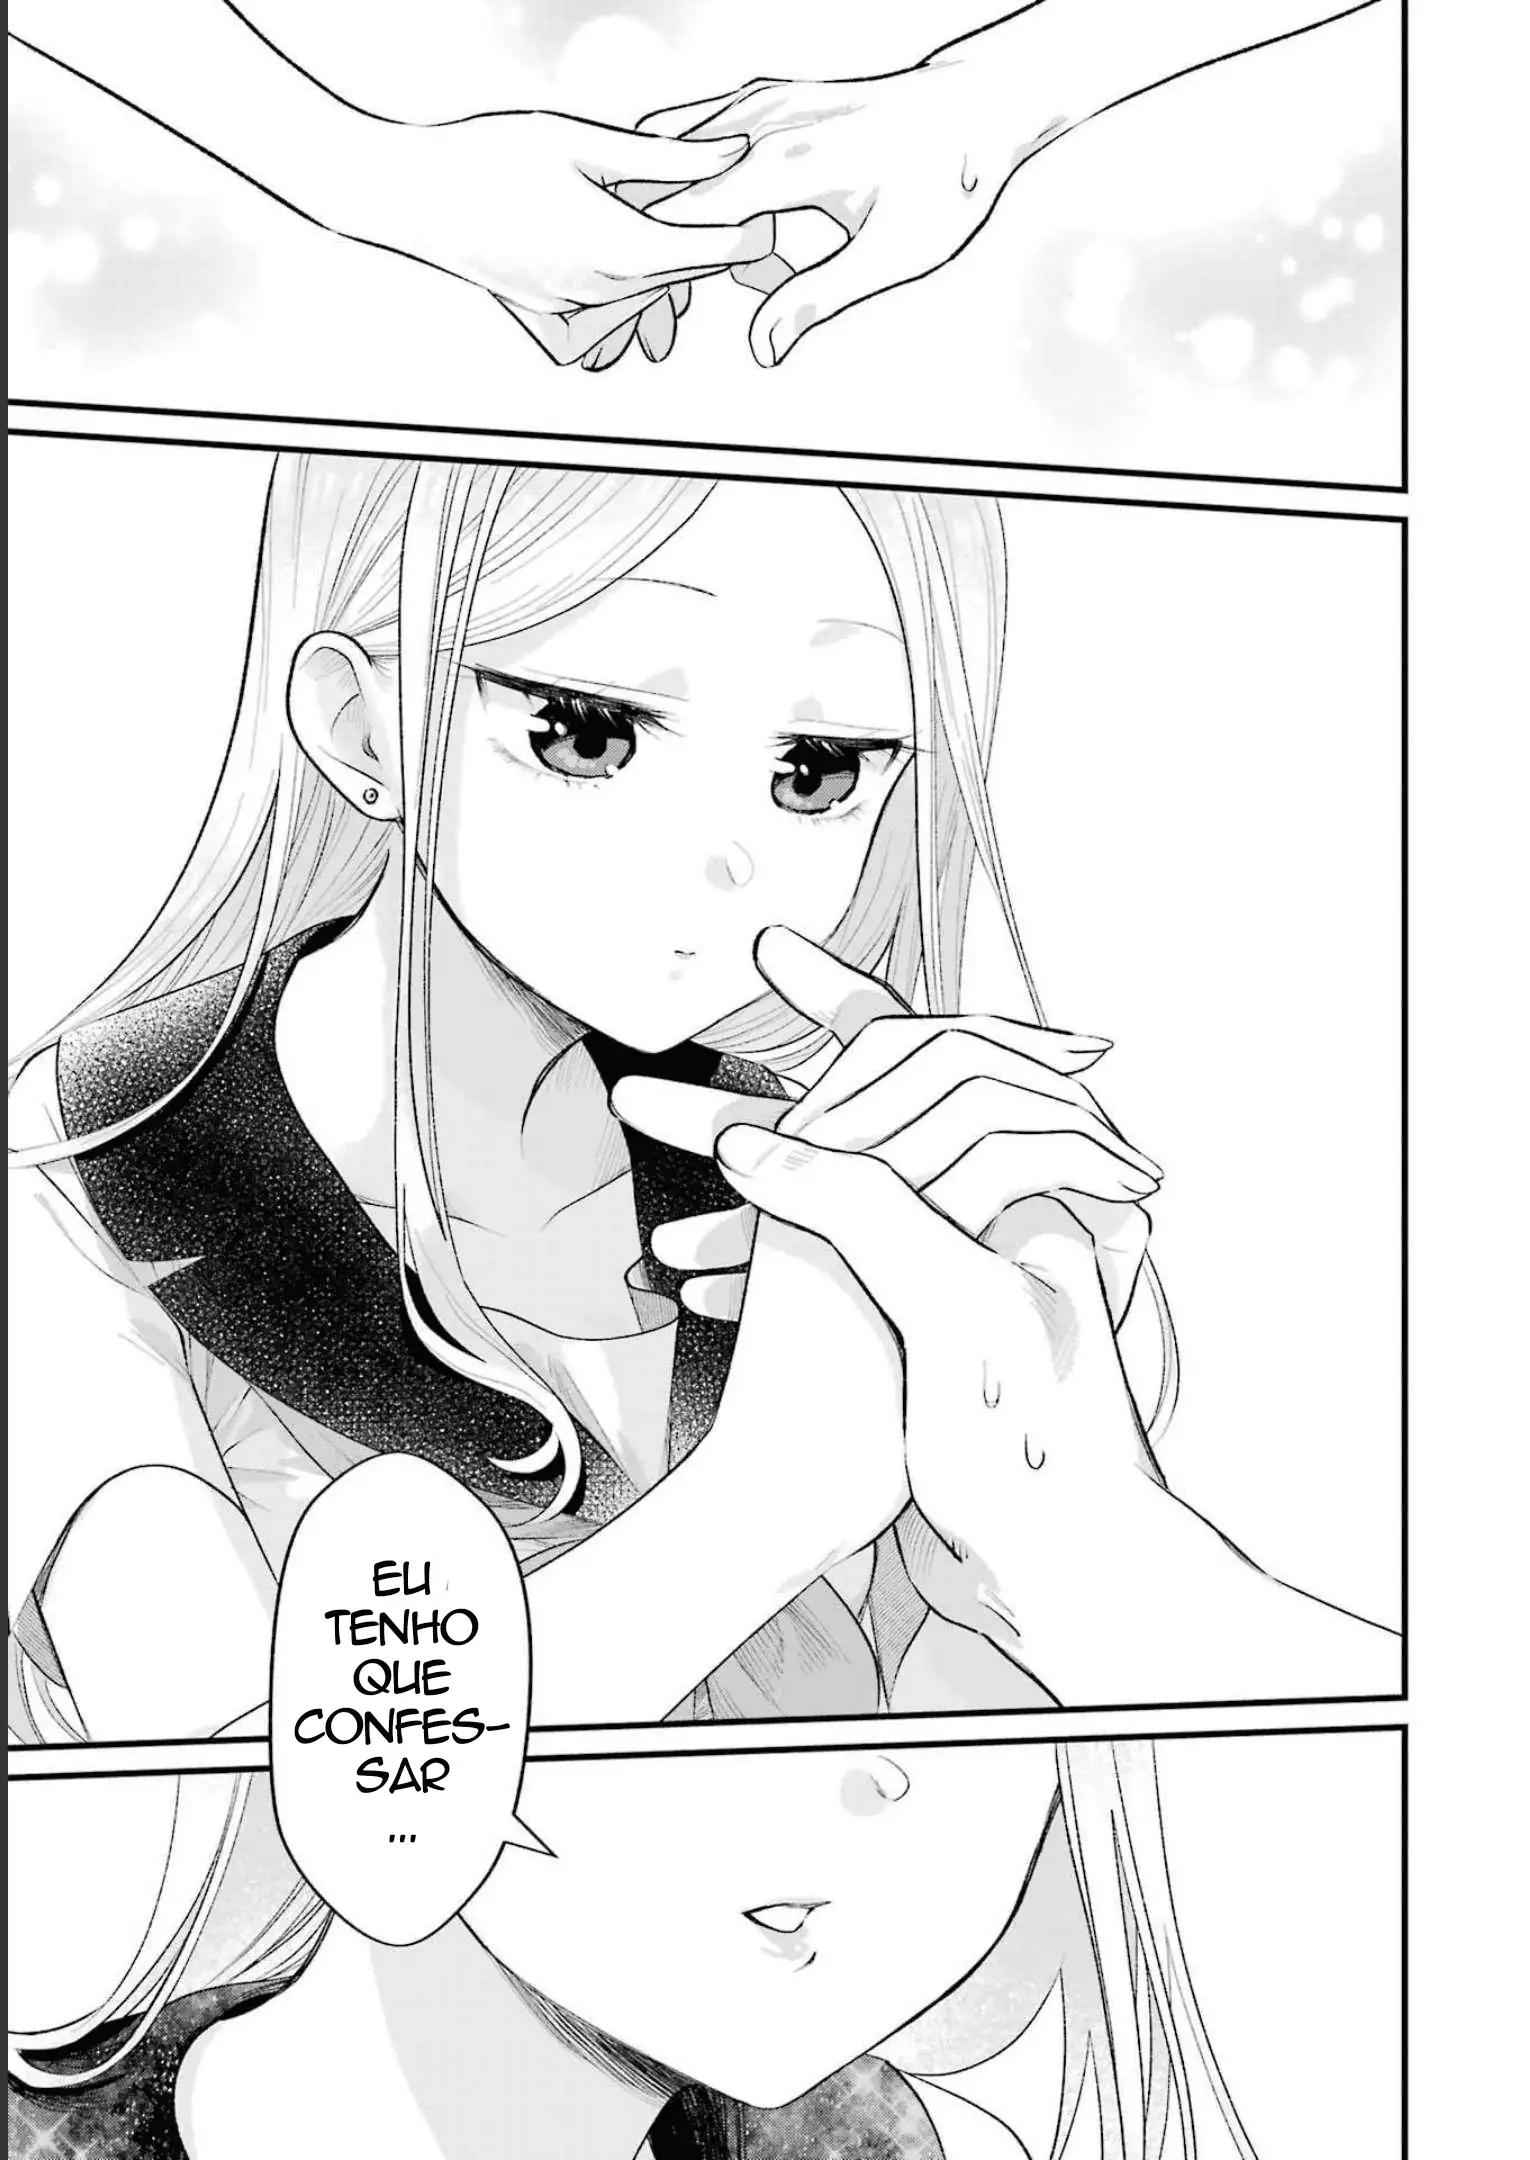 EU
TENHO
QUE
CONFES-
SAR
...